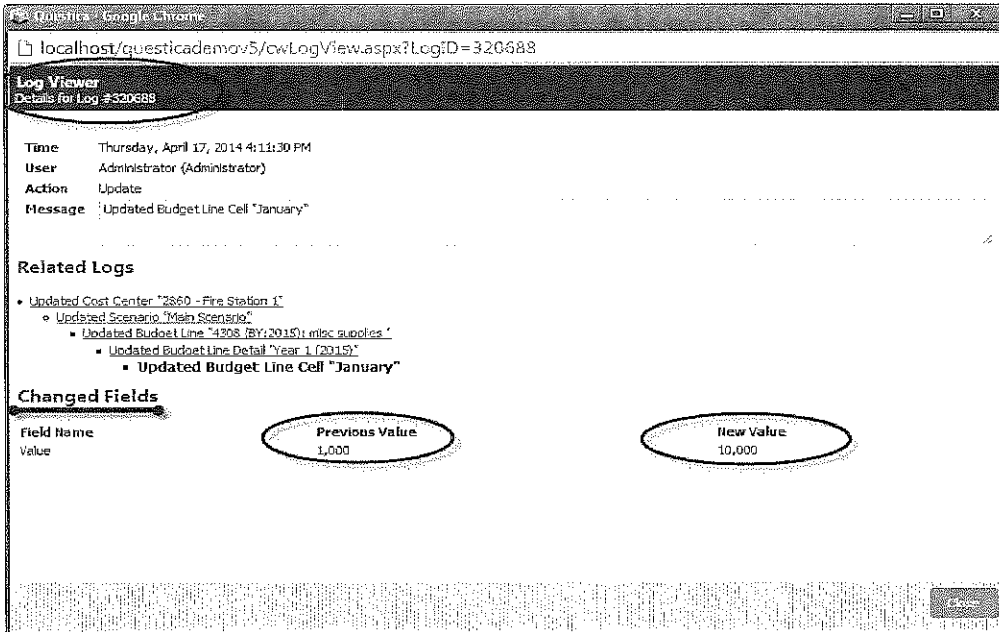 Questica - Google Chrome
localhost/questicademov5/cwLogView.aspx?LogID=320688
Log Viewer
Details for Log #320688
Time Thursday, April 17, 2014 4:11:30 PM
User Administrator (Administrator)
Action Update
Message Updated Budget Line Cell "January"
Related Logs
• Updated Cost Center "2860 - Fire Station 1"
o Updated Scenario "Main Scenario"
▪ Updated Budget Line "4308 (BY:2015): misc supplies "
▪ Updated Budget Line Detail "Year 1 (2015)"
▪ Updated Budget Line Cell "January"
Changed Fields
Field Name Previous Value New Value
Value 1,000 10,000
Close